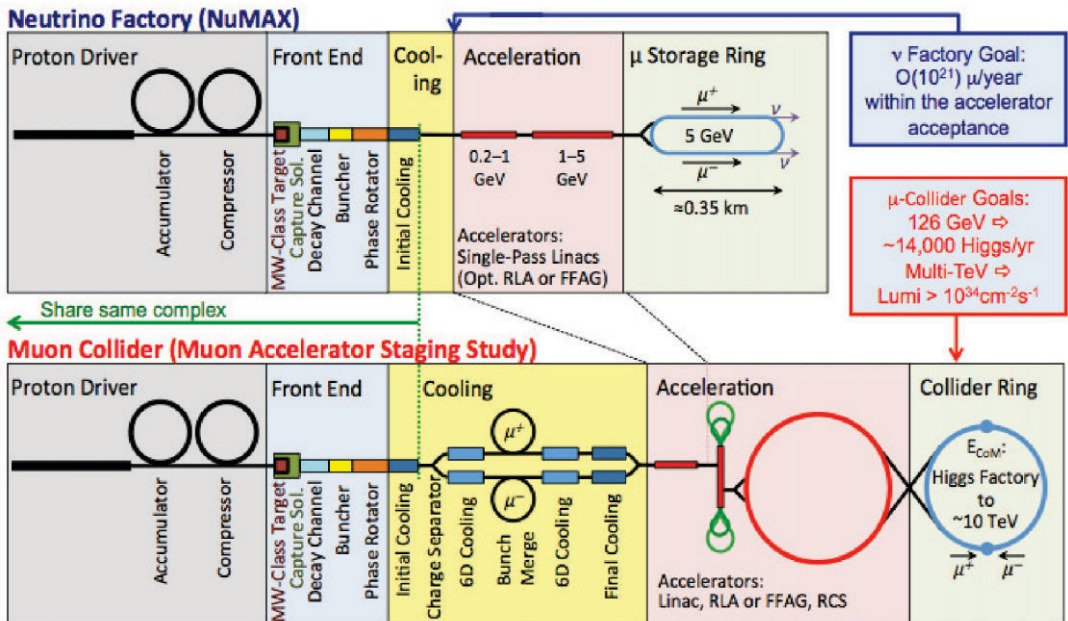 Neutrino Factory (NuMAX)
Proton Driver
Front End
Cool-
ing
Acceleration
μ Storage Ring
Accumulator
Compressor
MW-Class Target
Capture Sol.
Decay Channel
Buncher
Phase Rotator
Initial Cooling
0.2–1
GeV
1–5
GeV
Accelerators:
Single-Pass Linacs
(Opt. RLA or FFAG)
μ⁺
ν
5 GeV
μ⁻
ν
≈0.35 km
ν Factory Goal:
O(10²¹) μ/year
within the accelerator
acceptance
μ-Collider Goals:
126 GeV ⇨
~14,000 Higgs/yr
Multi-TeV ⇨
Lumi > 10³⁴cm⁻²s⁻¹
Share same complex
Muon Collider (Muon Accelerator Staging Study)
Proton Driver
Front End
Cooling
Acceleration
Collider Ring
Accumulator
Compressor
MW-Class Target
Capture Sol.
Decay Channel
Buncher
Phase Rotator
Initial Cooling
Charge Separator
μ⁺
μ⁻
6D Cooling
Bunch
Merge
6D Cooling
Final Cooling
Accelerators:
Linac, RLA or FFAG, RCS
E_CoM:
Higgs Factory
to
~10 TeV
μ⁺
μ⁻